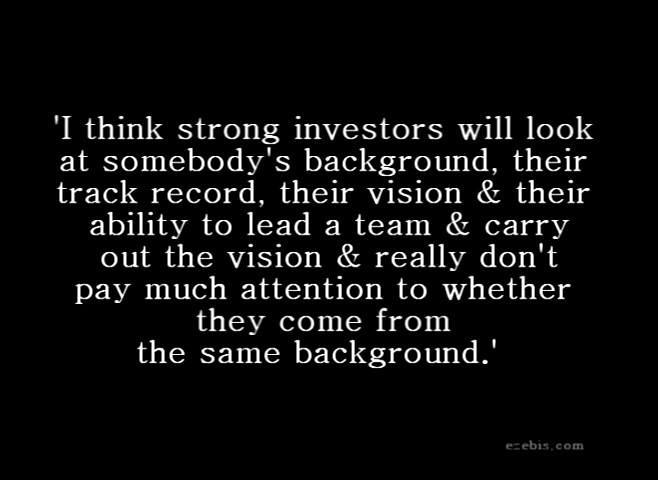 'I think strong investors will look
at somebody's background, their
track record, their vision & their
ability to lead a team & carry
out the vision & really don't
pay much attention to whether
they come from
the same background.'
ezebis.com